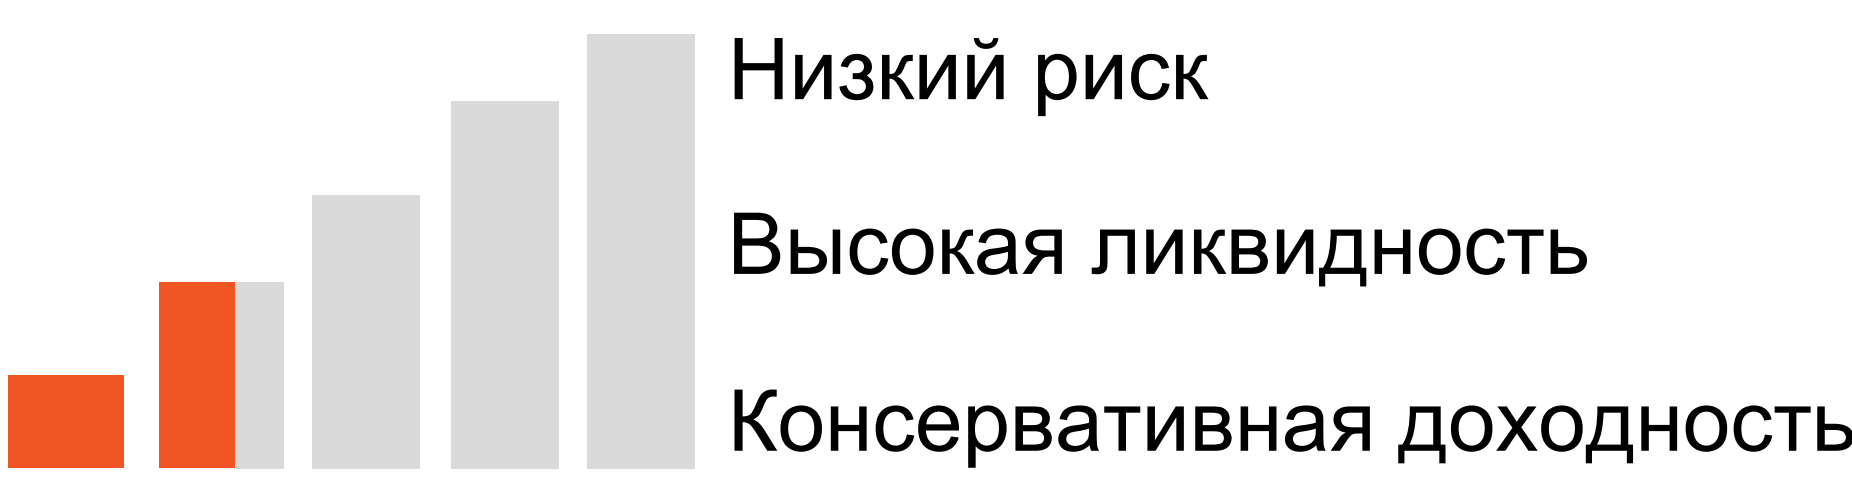 Низкий риск
Высокая ликвидность
Консервативная доходность